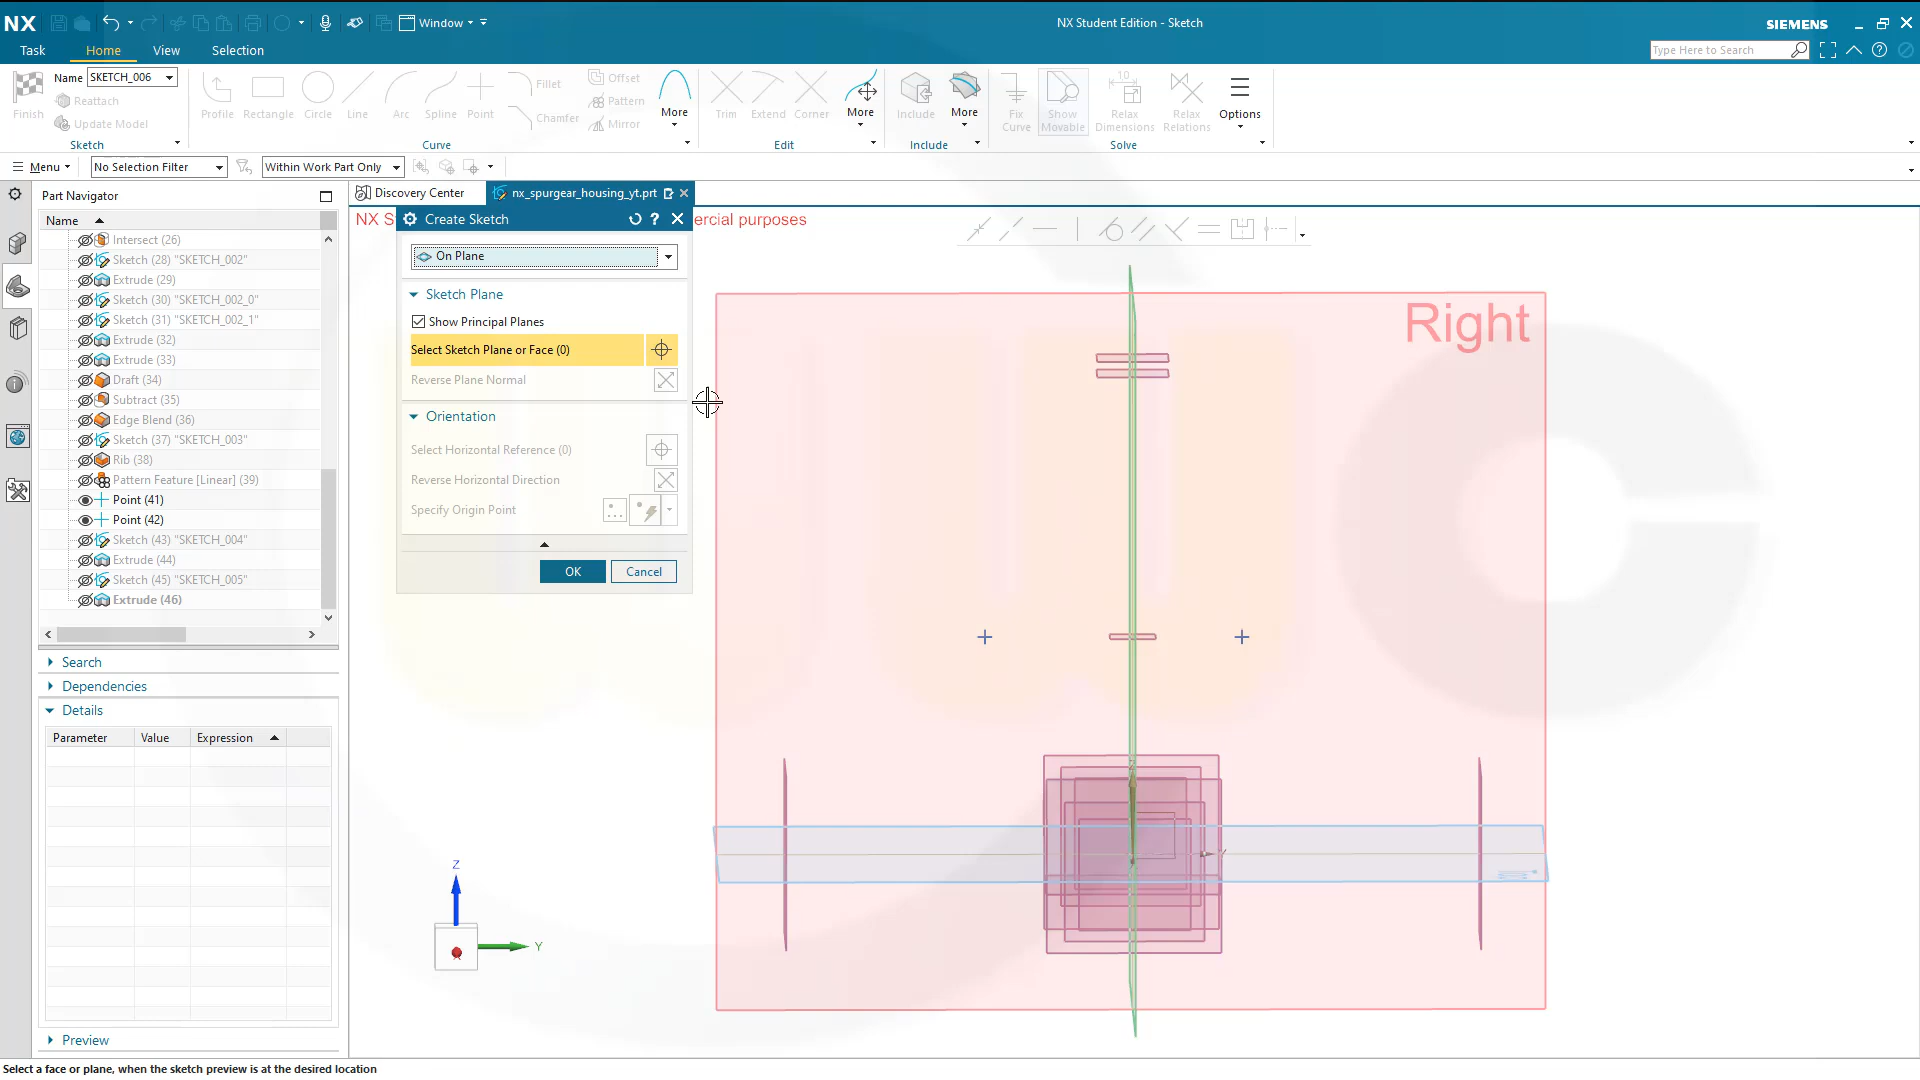 NX
Window
NX Student Edition - Sketch
SIEMENS
Task
Home
View
Selection
Type Here to Search
Finish
Name
SKETCH_006
Reattach
Update Model
Sketch
Profile
Rectangle
Circle
Line
Arc
Spline
Point
Fillet
Chamfer
Offset
Pattern
Mirror
More
Curve
Trim
Extend
Corner
More
Edit
Include
More
Include
Fix
Curve
Show
Movable
1.0
Relax
Dimensions
Relax
Relations
Options
Solve
Menu
No Selection Filter
Within Work Part Only
Part Navigator
Discovery Center
nx_spurgear_housing_yt.prt
Name
Intersect (26)
Sketch (28) "SKETCH_002"
Extrude (29)
Sketch (30) "SKETCH_002_0"
Sketch (31) "SKETCH_002_1"
Extrude (32)
Extrude (33)
Draft (34)
Subtract (35)
Edge Blend (36)
Sketch (37) "SKETCH_003"
Rib (38)
Pattern Feature [Linear] (39)
Point (41)
Point (42)
Sketch (43) "SKETCH_004"
Extrude (44)
Sketch (45) "SKETCH_005"
Extrude (46)
Search
Dependencies
Details
Parameter
Value
Expression
Preview
NX S
ercial purposes
Create Sketch
On Plane
Sketch Plane
Show Principal Planes
Select Sketch Plane or Face (0)
Reverse Plane Normal
Orientation
Select Horizontal Reference (0)
Reverse Horizontal Direction
Specify Origin Point
OK
Cancel
Right
Y
Z
Y
Select a face or plane, when the sketch preview is at the desired location